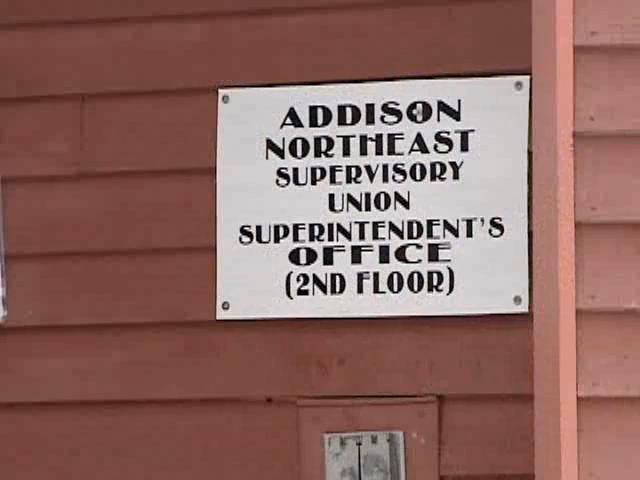 ADDISON
NORTHEAST
SUPERVISORY
UNION
SUPERINTENDENT'S
OFFICE
(2ND FLOOR)